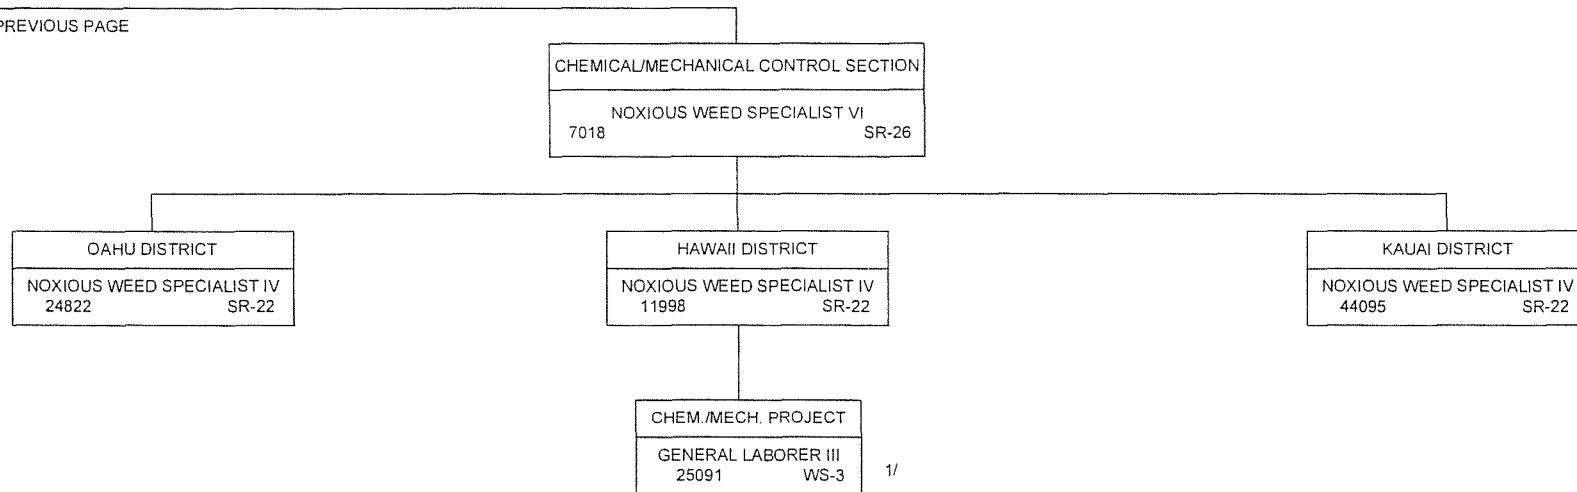 PREVIOUS PAGE
CHEMICAL/MECHANICAL CONTROL SECTION
NOXIOUS WEED SPECIALIST VI
7018 SR-26
OAHU DISTRICT
NOXIOUS WEED SPECIALIST IV
24822 SR-22
HAWAII DISTRICT
NOXIOUS WEED SPECIALIST IV
11998 SR-22
KAUAI DISTRICT
NOXIOUS WEED SPECIALIST IV
44095 SR-22
CHEM./MECH. PROJECT
GENERAL LABORER III
25091 WS-3 1/